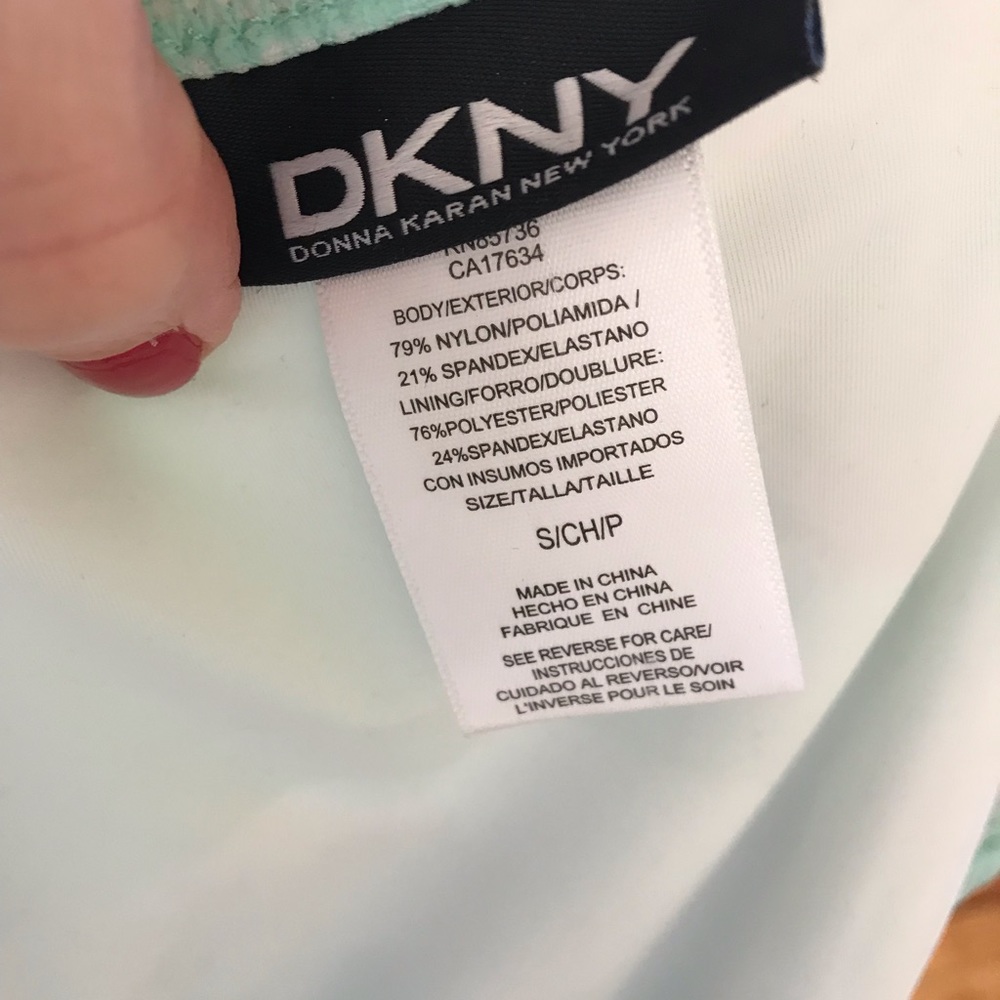 DKNY
DONNA KARAN NEW YORK
RN85736
CA17634
BODY/EXTERIOR/CORPS:
79% NYLON/POLIAMIDA /
21% SPANDEX/ELASTANO
LINING/FORRO/DOUBLURE:
76%POLYESTER/POLIESTER
24%SPANDEX/ELASTANO
CON INSUMOS IMPORTADOS
SIZE/TALLA/TAILLE
S/CH/P
MADE IN CHINA
HECHO EN CHINA
FABRIQUE EN CHINE
SEE REVERSE FOR CARE/
INSTRUCCIONES DE
CUIDADO AL REVERSO/VOIR
L'INVERSE POUR LE SOIN